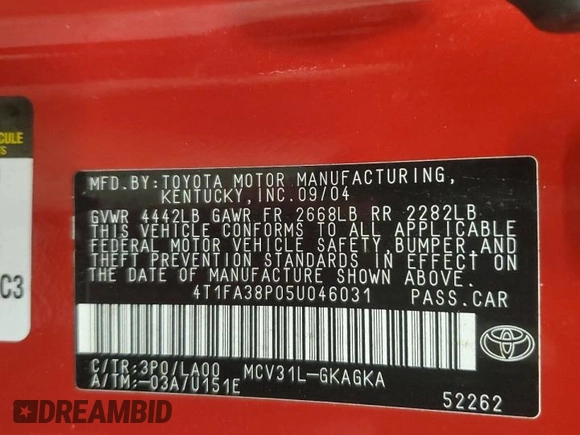 CULE
S
C3
MFD.BY:TOYOTA MOTOR MANUFACTURING,
KENTUCKY,INC.09/04
GVWR 4442LB GAWR FR 2668LB RR 2282LB
THIS VEHICLE CONFORMS TO ALL APPLICABLE
FEDERAL MOTOR VEHICLE SAFETY,BUMPER,AND
THEFT PREVENTION STANDARDS IN EFFECT ON
THE DATE OF MANUFACTURE SHOWN ABOVE.
4T1FA38P05U046031 PASS.CAR
C/TR:3P0/LA00 MCV31L-GKAGKA
A/TM:-03A/U151E
52262
TOYOTA
DREAMBID